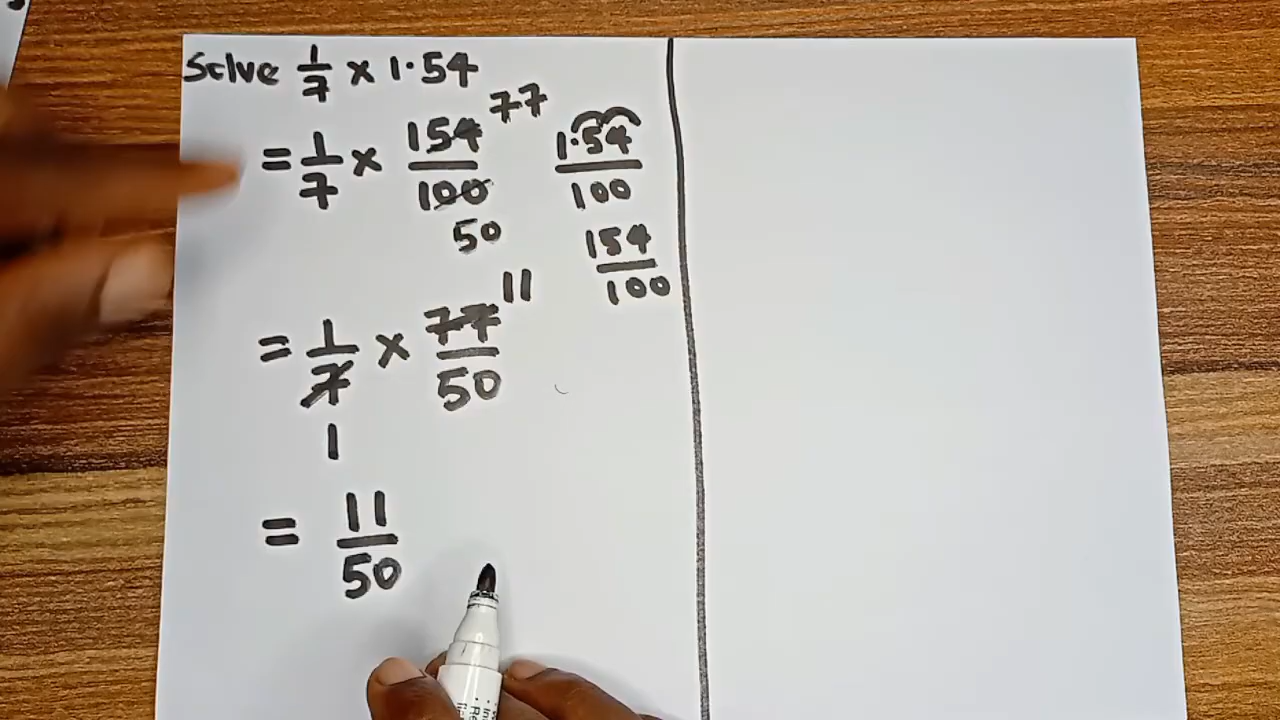 Solve 1/7 × 1.54
= 1/7 × 154/100 77 50
1.54/100
154/100
= 1/7 × 77/50 11 1
= 11/50